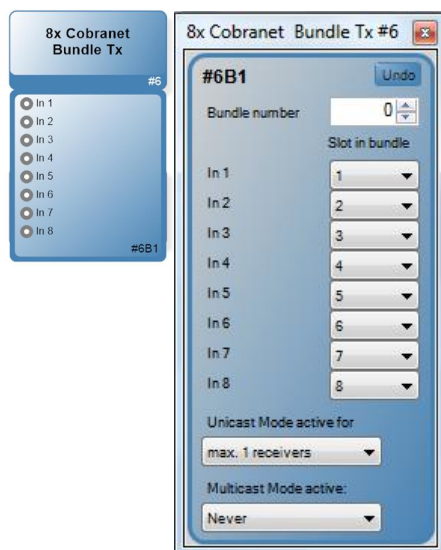 8x Cobranet
Bundle Tx
#6
In 1
In 2
In 3
In 4
In 5
In 6
In 7
In 8
#6B1
8x Cobranet Bundle Tx #6
#6B1 Undo
Bundle number 0
Slot in bundle
In 1 1
In 2 2
In 3 3
In 4 4
In 5 5
In 6 6
In 7 7
In 8 8
Unicast Mode active for
max. 1 receivers
Multicast Mode active:
Never